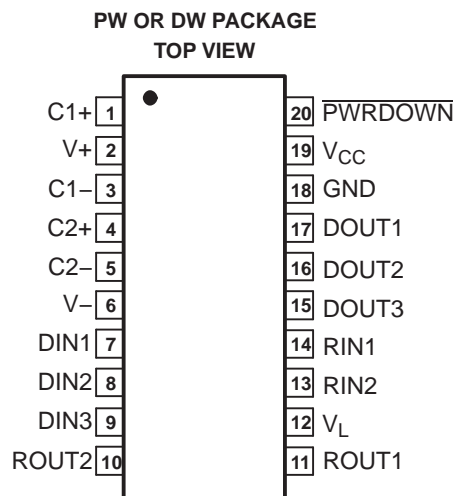 PW OR DW PACKAGE
TOP VIEW
C1+ 1
V+ 2
C1− 3
C2+ 4
C2− 5
V− 6
DIN1 7
DIN2 8
DIN3 9
ROUT2 10
20 PWRDOWN
19 VCC
18 GND
17 DOUT1
16 DOUT2
15 DOUT3
14 RIN1
13 RIN2
12 VL
11 ROUT1